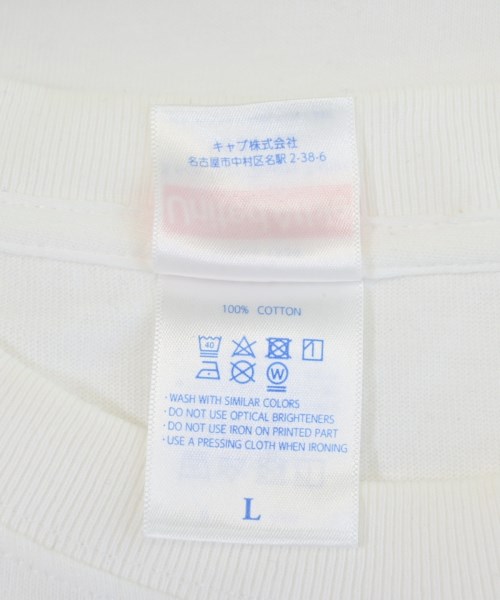 キャブ株式会社
名古屋市中村区名駅 2-38-6
100% COTTON
40
W
・WASH WITH SIMILAR COLORS
・DO NOT USE OPTICAL BRIGHTENERS
・DO NOT USE IRON ON PRINTED PART
・USE A PRESSING CLOTH WHEN IRONING
L